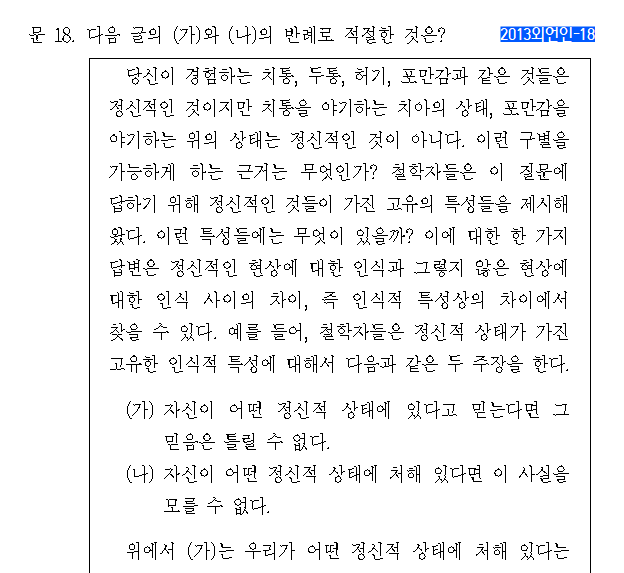 문 18. 다음 글의 (가)와 (나)의 반례로 적절한 것은? 2013외언인-18
당신이 경험하는 치통, 두통, 허기, 포만감과 같은 것들은
정신적인 것이지만 치통을 야기하는 치아의 상태, 포만감을
야기하는 위의 상태는 정신적인 것이 아니다. 이런 구별을
가능하게 하는 근거는 무엇인가? 철학자들은 이 질문에
답하기 위해 정신적인 것들이 가진 고유의 특성들을 제시해
왔다. 이런 특성들에는 무엇이 있을까? 이에 대한 한 가지
답변은 정신적인 현상에 대한 인식과 그렇지 않은 현상에
대한 인식 사이의 차이, 즉 인식적 특성상의 차이에서
찾을 수 있다. 예를 들어, 철학자들은 정신적 상태가 가진
고유한 인식적 특성에 대해서 다음과 같은 두 주장을 한다.
(가) 자신이 어떤 정신적 상태에 있다고 믿는다면 그
믿음은 틀릴 수 없다.
(나) 자신이 어떤 정신적 상태에 처해 있다면 이 사실을
모를 수 없다.
위에서 (가)는 우리가 어떤 정신적 상태에 처해 있다는